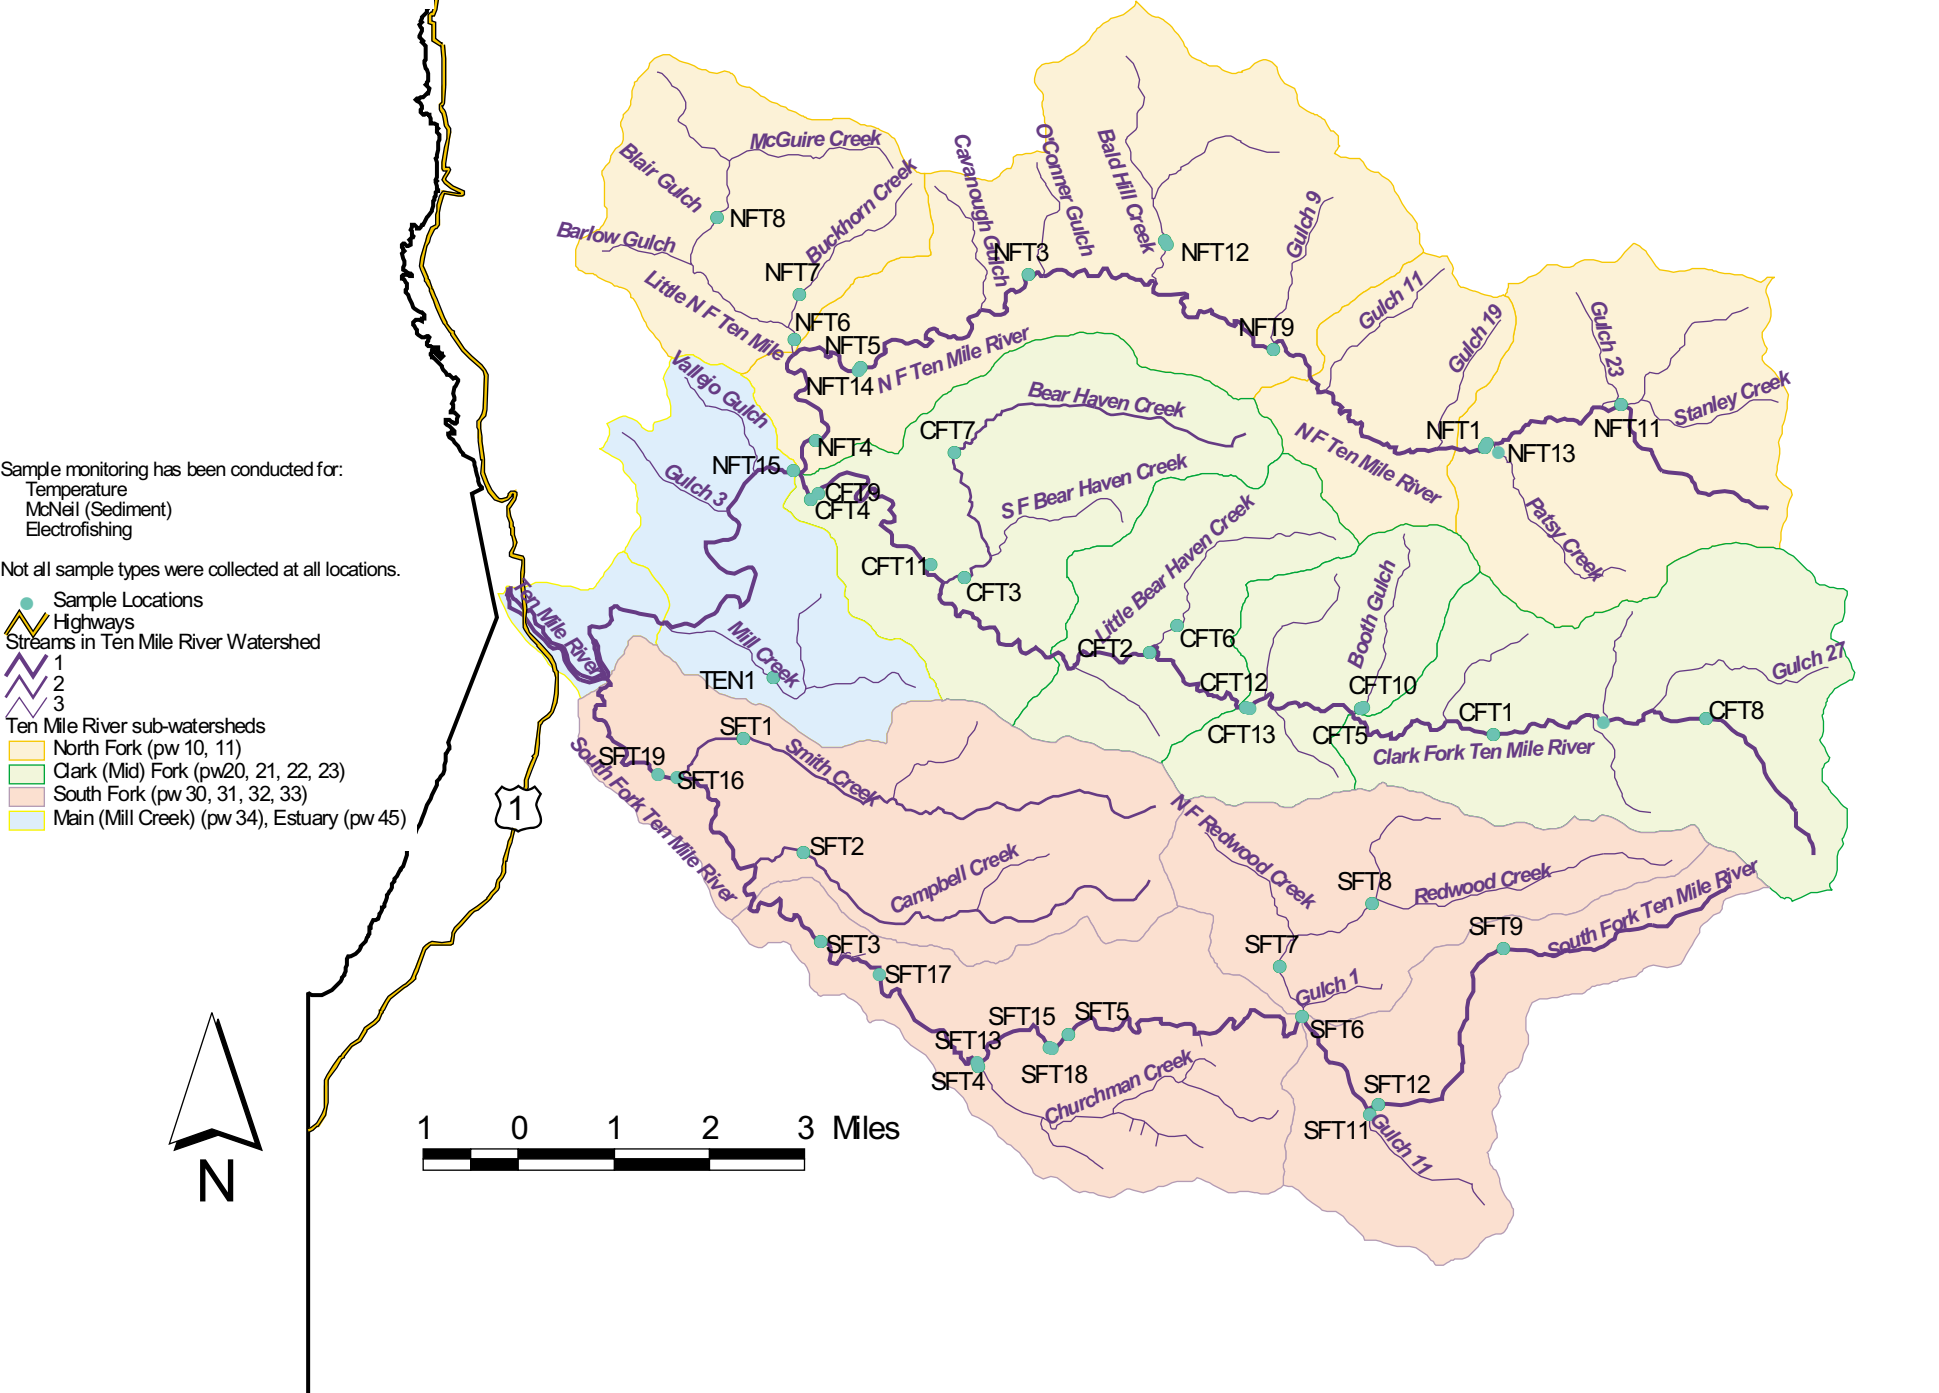 McGuire Creek
Blair Gulch
NFT8
Buckhorn Creek
Barlow Gulch
NFT7
Little N F Ten Mile
NFT6
NFT5
NFT14
N F Ten Mile River
Cavanough Gulch
NFT3
O'Conner Gulch
Bald Hill Creek
NFT12
Gulch 9
NFT9
Gulch 11
Gulch 19
Gulch 23
Stanley Creek
NFT11
NFT1
NFT13
N F Ten Mile River
Patsy Creek
Vallejo Gulch
NFT4
NFT15
Gulch 3
CFT9
CFT4
CFT7
Bear Haven Creek
S F Bear Haven Creek
CFT11
CFT3
Little Bear Haven Creek
CFT2
CFT6
Booth Gulch
CFT12
CFT13
CFT10
CFT5
CFT1
Clark Fork Ten Mile River
CFT8
Gulch 27
Ten Mile River
Mill Creek
TEN1
SFT1
SFT19
SFT16
Smith Creek
South Fork Ten Mile River
SFT2
Campbell Creek
N F Redwood Creek
SFT8
Redwood Creek
SFT9
South Fork Ten Mile River
SFT3
SFT17
SFT7
Gulch 1
SFT6
SFT15
SFT5
SFT13
SFT4
SFT18
Churchman Creek
SFT12
SFT11
Gulch 11
Sample monitoring has been conducted for:
Temperature
McNeil (Sediment)
Electrofishing
Not all sample types were collected at all locations.
Sample Locations
Highways
Streams in Ten Mile River Watershed
1
2
3
Ten Mile River sub-watersheds
North Fork (pw 10, 11)
Clark (Mid) Fork (pw20, 21, 22, 23)
South Fork (pw 30, 31, 32, 33)
Main (Mill Creek) (pw 34), Estuary (pw 45)
1
N
1 0 1 2 3 Miles